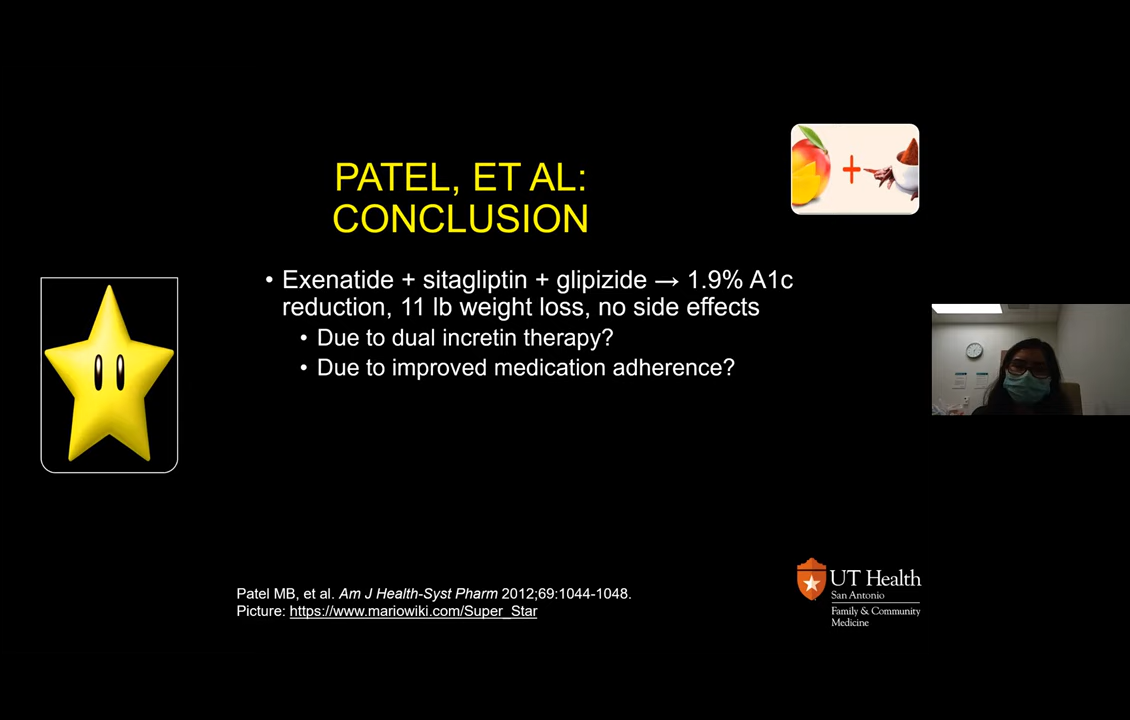 PATEL, ET AL:
CONCLUSION
• Exenatide + sitagliptin + glipizide → 1.9% A1c
reduction, 11 lb weight loss, no side effects
• Due to dual incretin therapy?
• Due to improved medication adherence?
Patel MB, et al. Am J Health-Syst Pharm 2012;69:1044-1048.
Picture: https://www.mariowiki.com/Super_Star
UT Health
San Antonio
Family & Community
Medicine